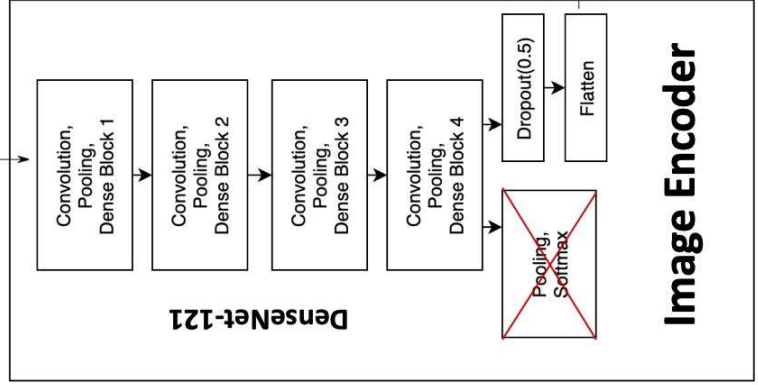 Convolution,
Pooling,
Dense Block 1
Convolution,
Pooling,
Dense Block 2
Convolution,
Pooling,
Dense Block 3
Convolution,
Pooling,
Dense Block 4
Dropout(0.5)
Flatten
Pooling,
Softmax
DenseNet-121
Image Encoder